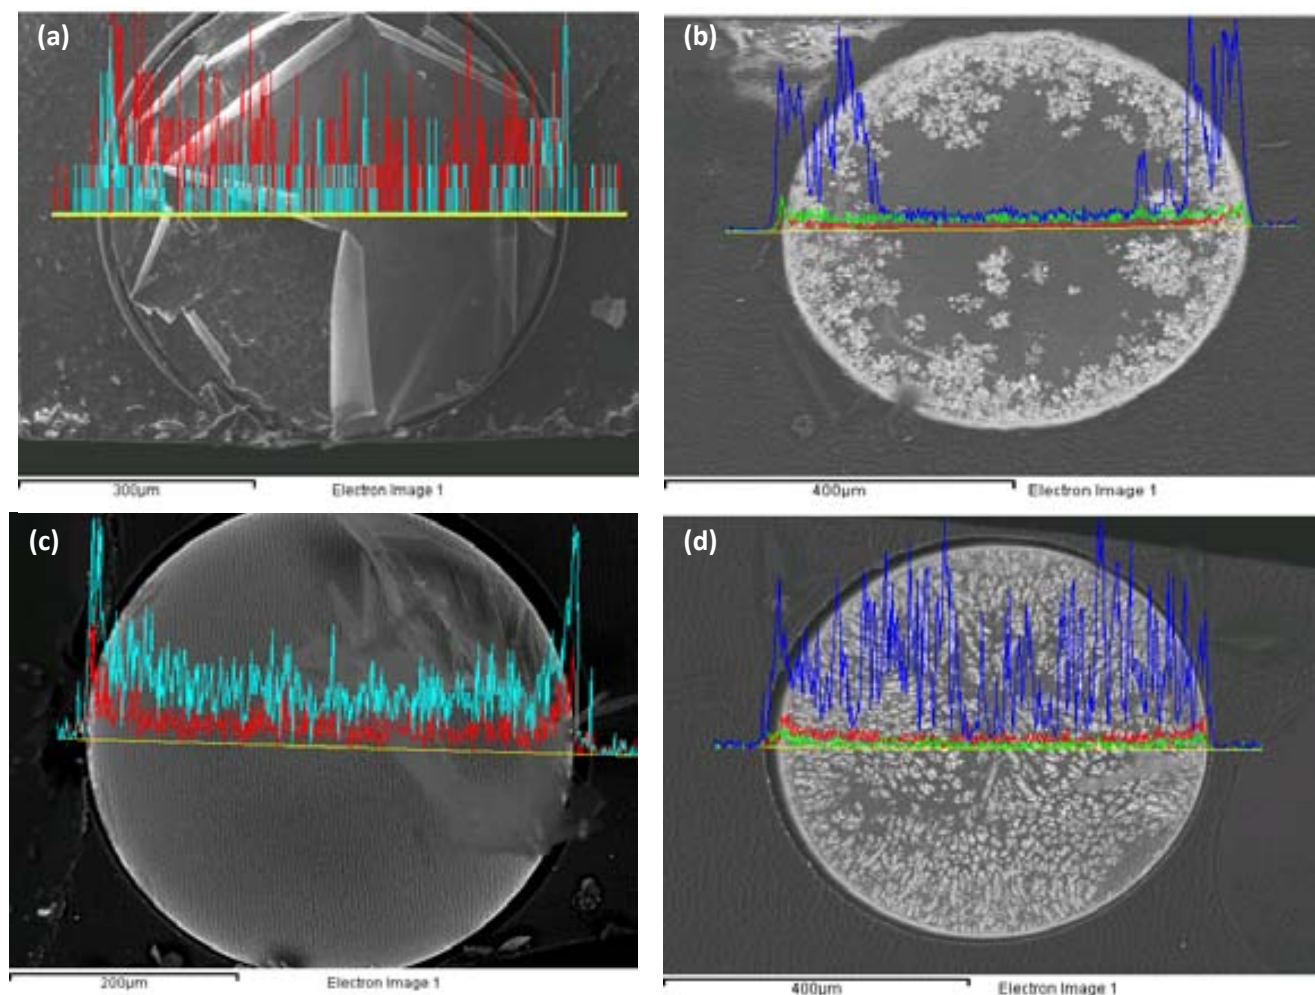 (a)
(b)
300µm Electron Image 1
400µm Electron Image 1
(c)
(d)
200µm Electron Image 1
400µm Electron Image 1